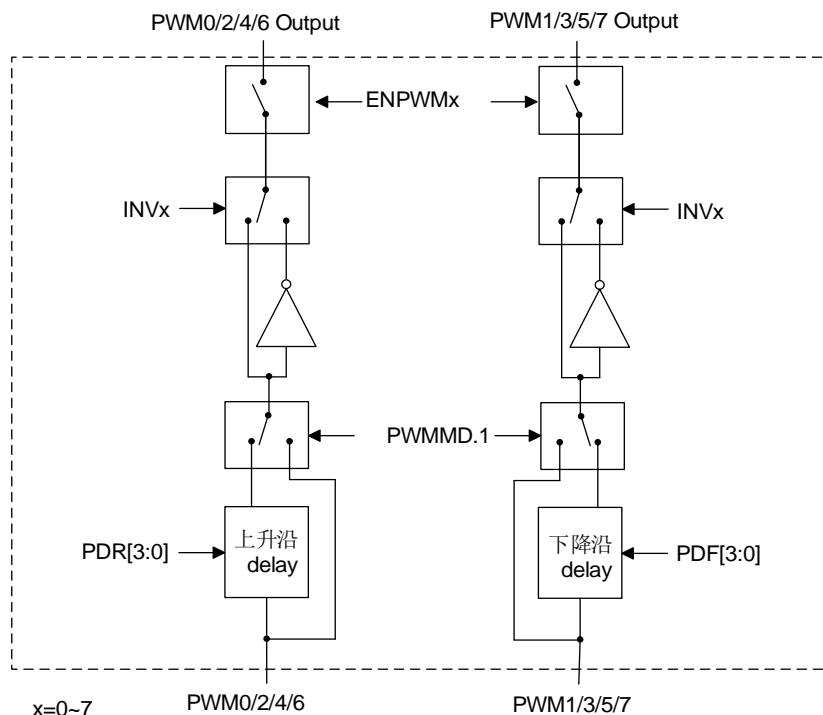 PWM0/2/4/6 Output
PWM1/3/5/7 Output
ENPWMx
INVx
INVx
PWMMD.1
PDR[3:0]
上升沿
delay
下降沿
delay
PDF[3:0]
x=0~7
PWM0/2/4/6
PWM1/3/5/7